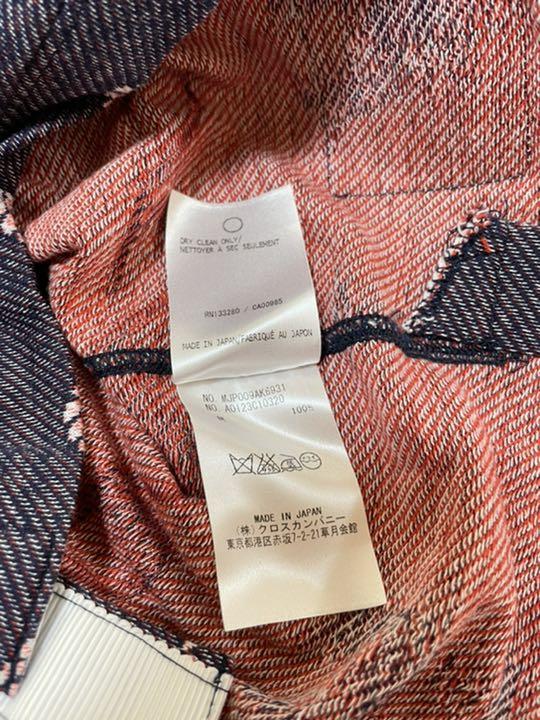 DRY CLEAN ONLY/
NETTOYER À SEC SEULEMENT
RN133280 / CA00985
MADE IN JAPAN/FABRIQUÉ AU JAPON
NO. MJP009AK6931
NO. A0123C10320
100%
MADE IN JAPAN
(株)クロスカンパニー
東京都港区赤坂7-2-21草月会館